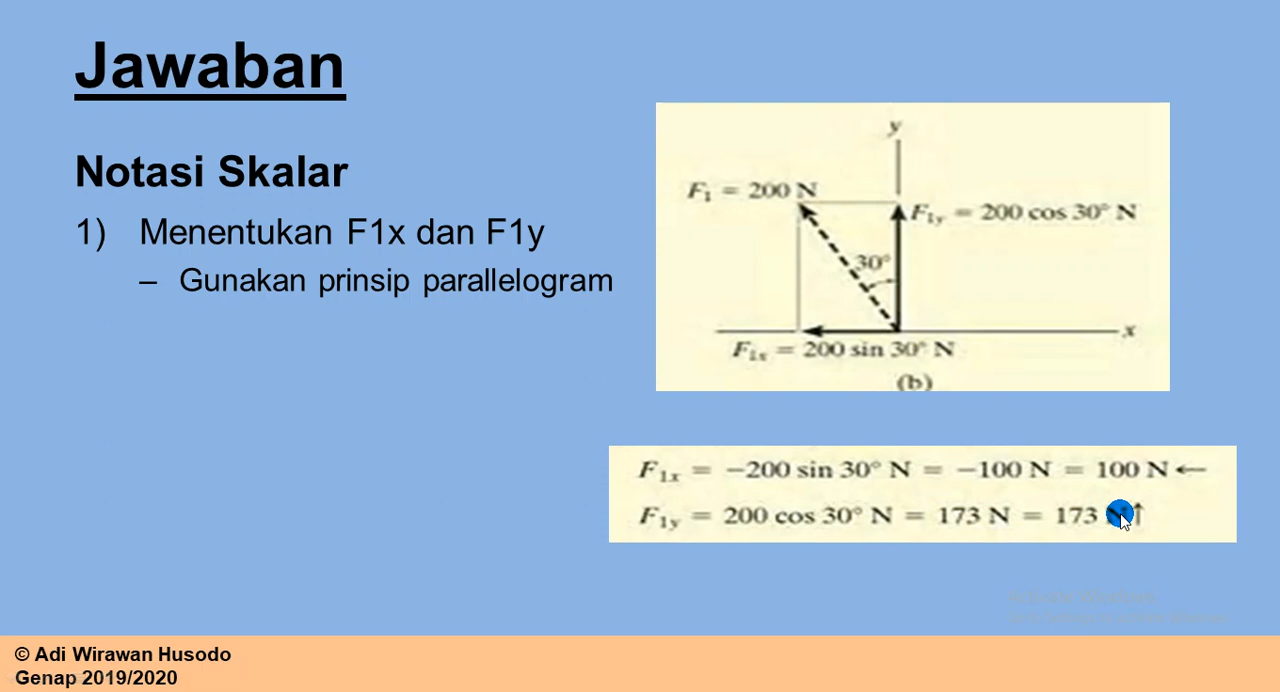 Jawaban
Notasi Skalar
1) Menentukan F1x dan F1y
– Gunakan prinsip parallelogram
y
F₁ = 200 N
F₁y = 200 cos 30° N
30°
x
F₁x = 200 sin 30° N
(b)
F₁x = −200 sin 30° N = −100 N = 100 N ←
F₁y = 200 cos 30° N = 173 N = 173 N↑
© Adi Wirawan Husodo
Genap 2019/2020